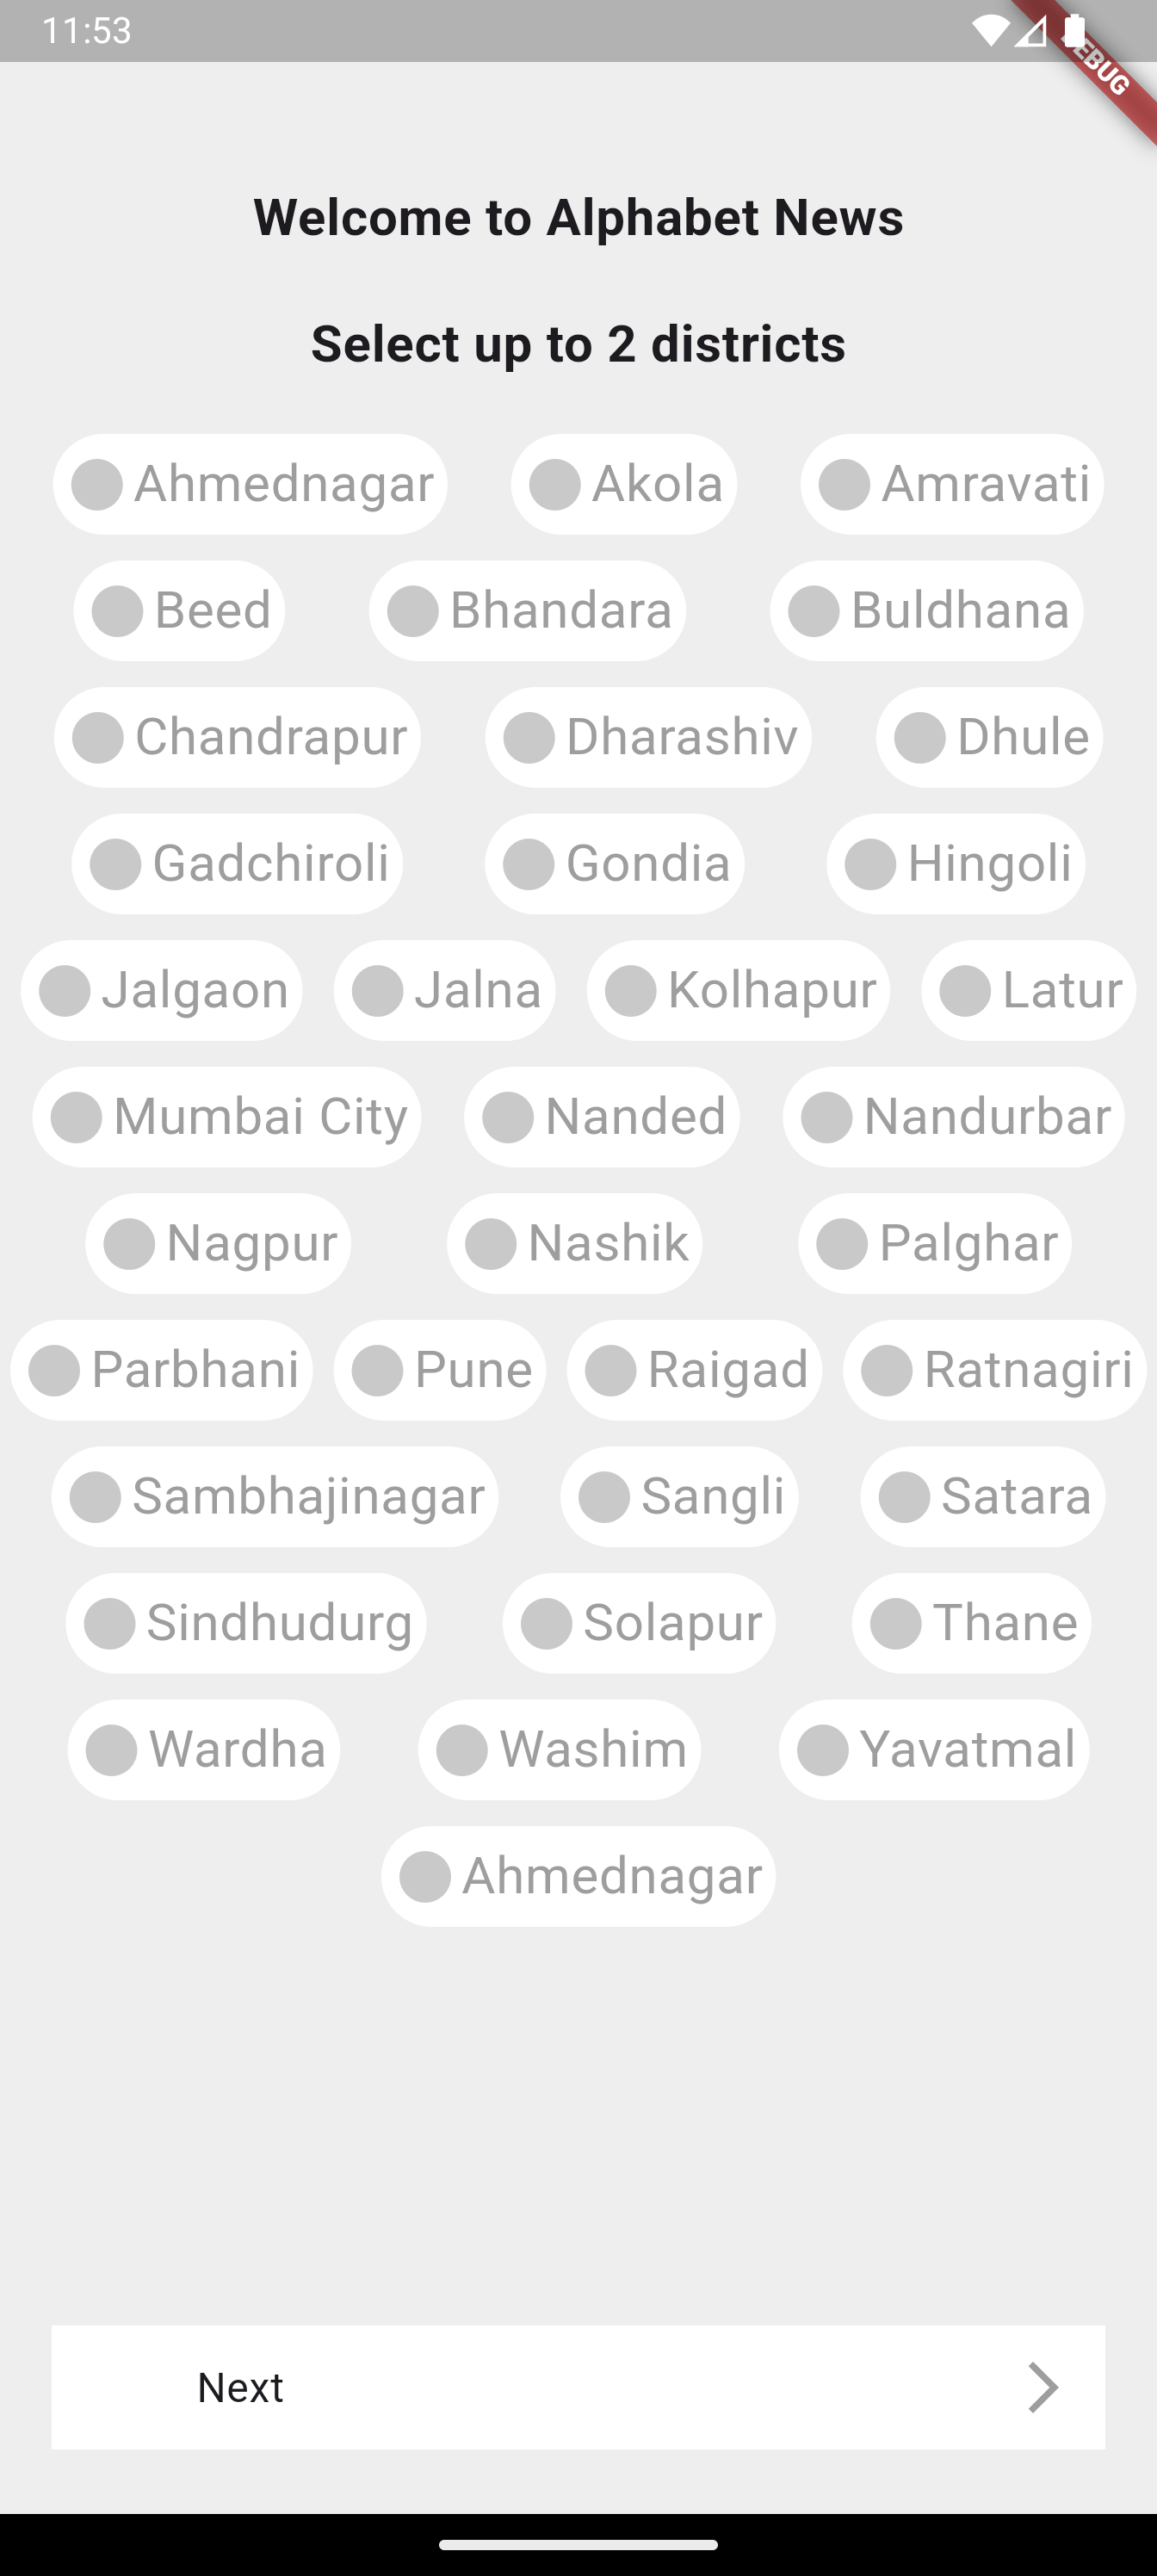 11:53
DEBUG
Welcome to Alphabet News
Select up to 2 districts
Ahmednagar Akola Amravati
Beed Bhandara Buldhana
Chandrapur Dharashiv Dhule
Gadchiroli Gondia Hingoli
Jalgaon Jalna Kolhapur Latur
Mumbai City Nanded Nandurbar
Nagpur Nashik Palghar
Parbhani Pune Raigad Ratnagiri
Sambhajinagar Sangli Satara
Sindhudurg Solapur Thane
Wardha Washim Yavatmal
Ahmednagar
Next